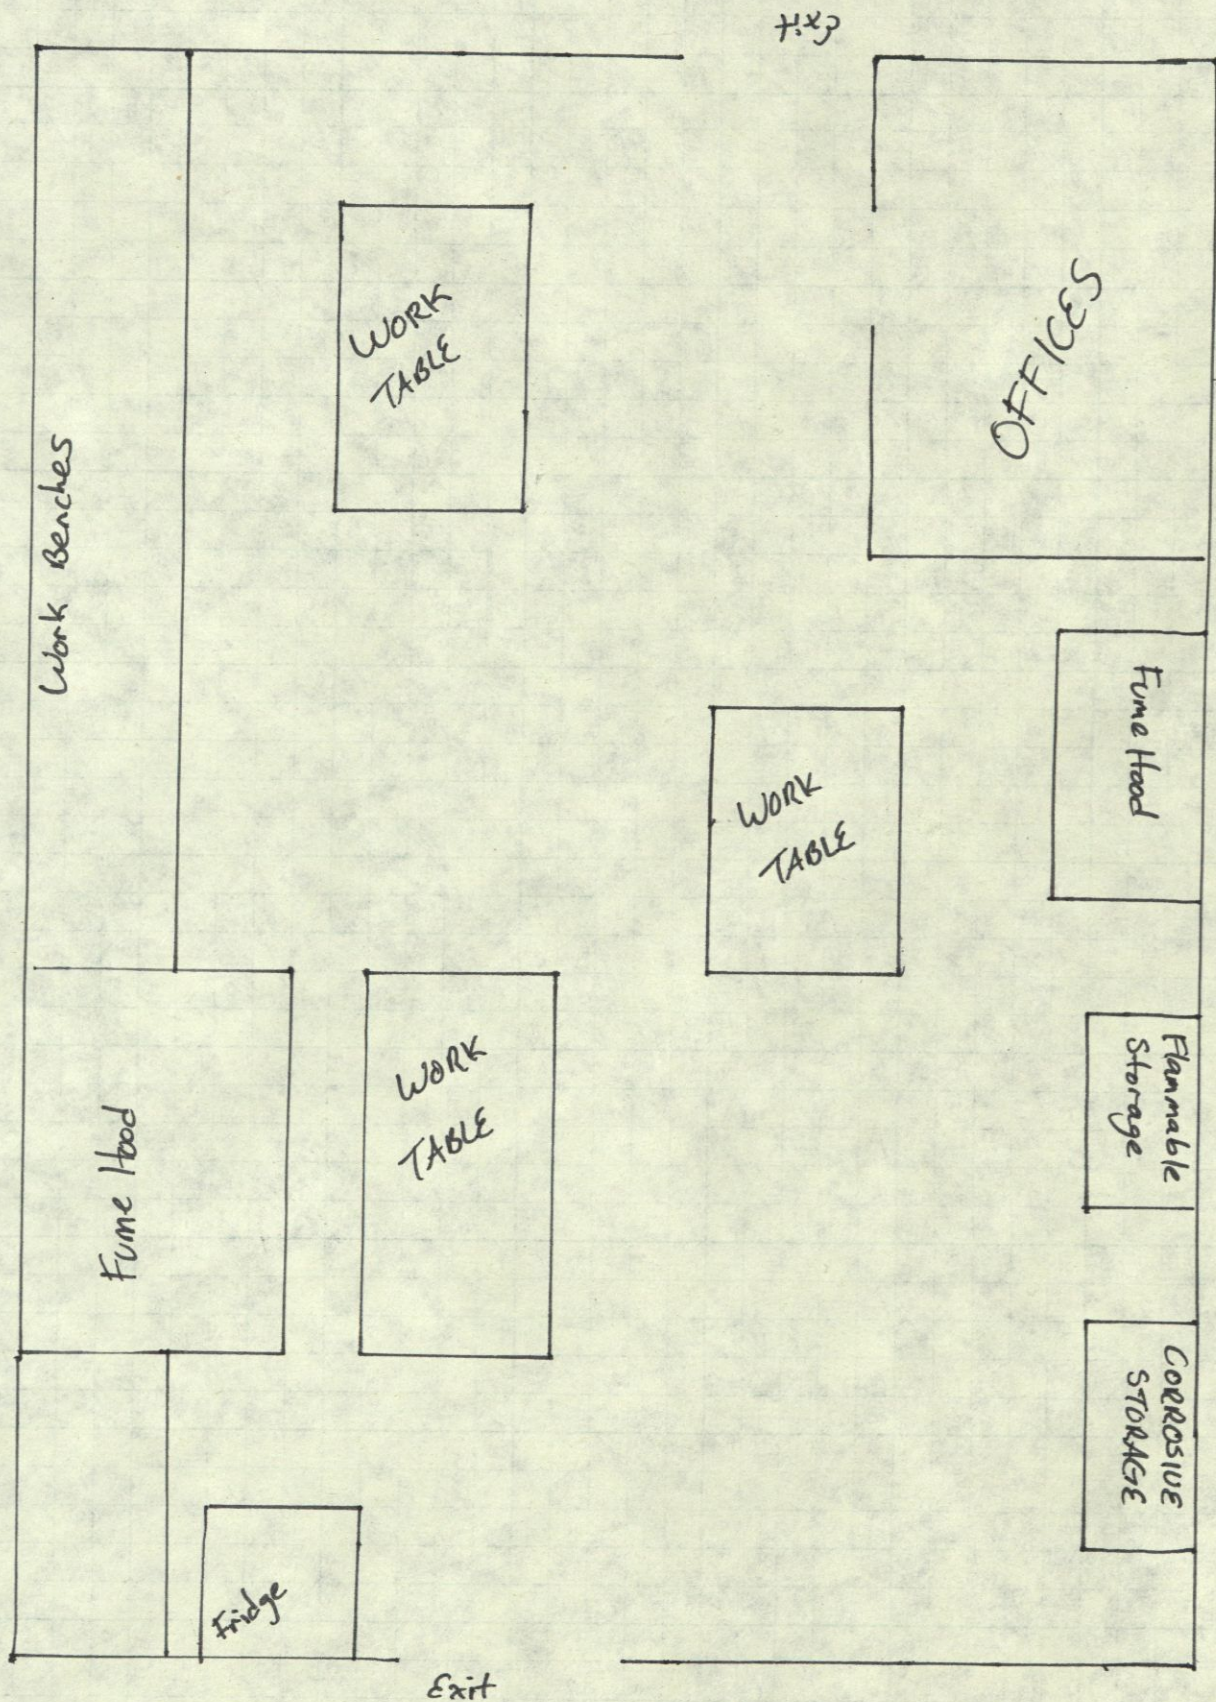 Exit
WORK
TABLE
OFFICES
Work Benches
Fume Hood
WORK
TABLE
Flammable
Storage
WORK
TABLE
Fume Hood
CORROSIVE
STORAGE
Fridge
Exit